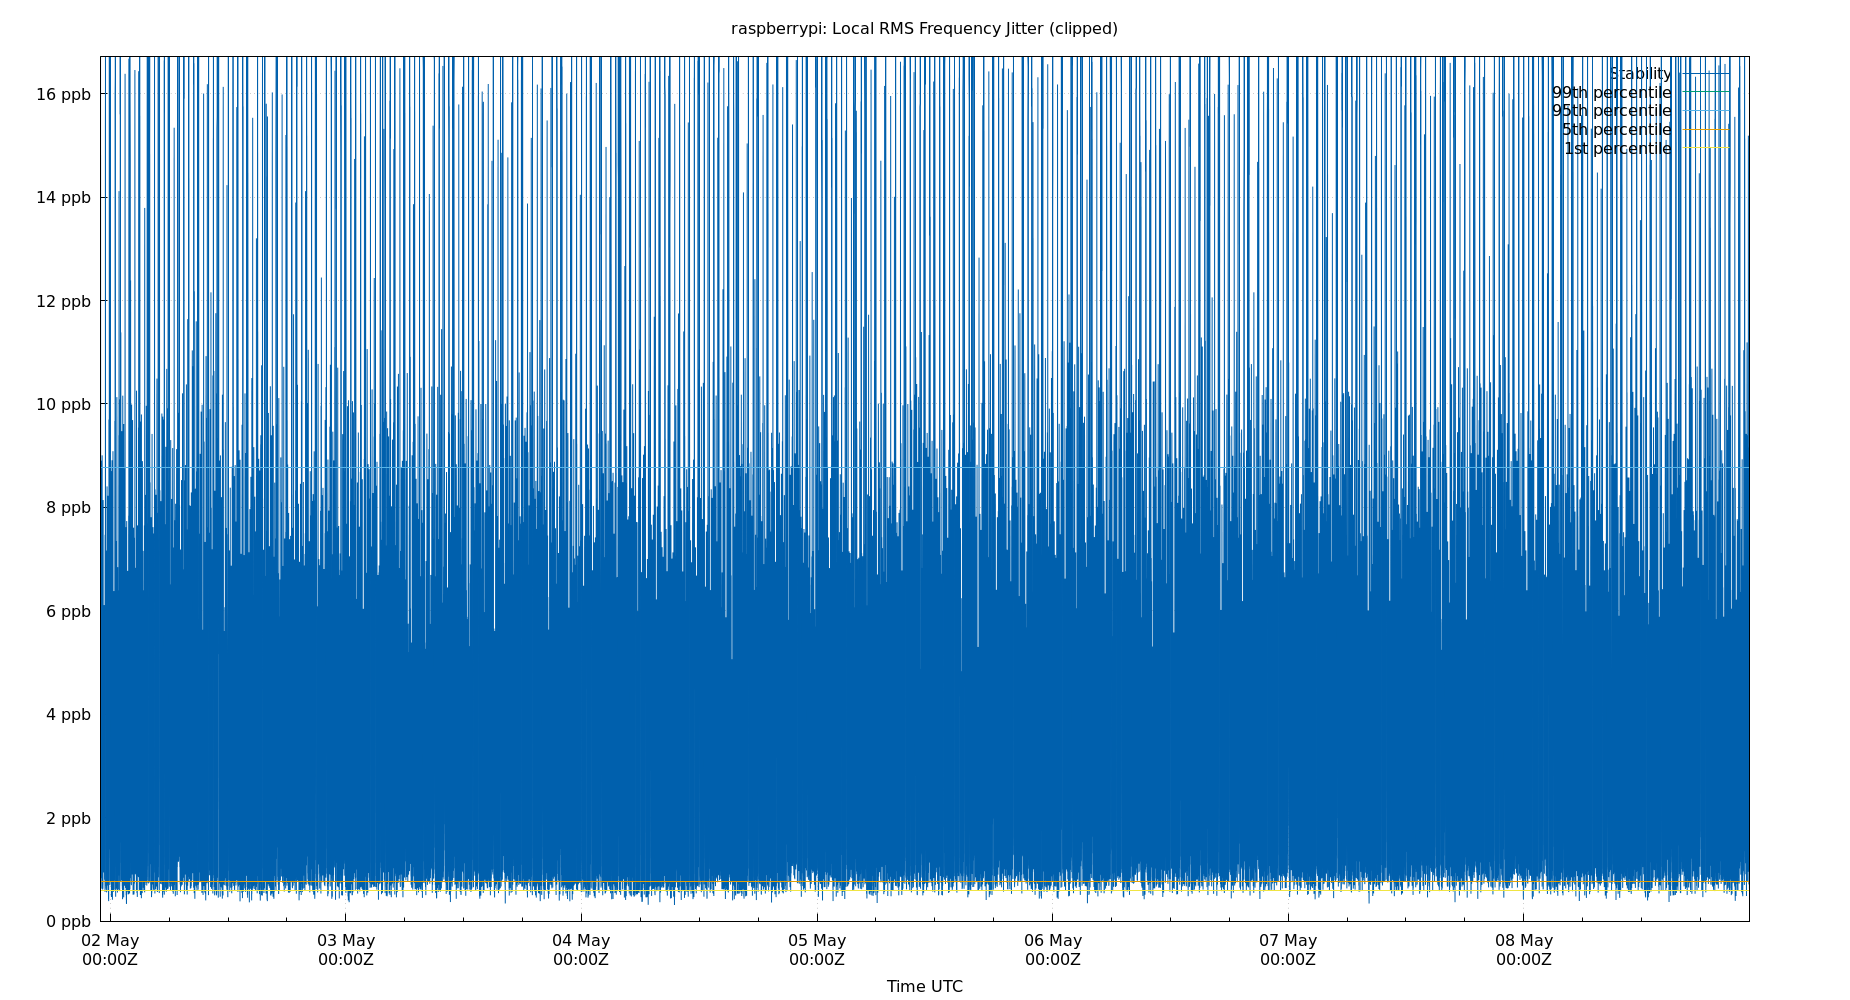 raspberrypi: Local RMS Frequency Jitter (clipped)
Stability
99th percentile
95th percentile
5th percentile
1st percentile
16 ppb
14 ppb
12 ppb
10 ppb
8 ppb
6 ppb
4 ppb
2 ppb
0 ppb
02 May 03 May 04 May 05 May 06 May 07 May 08 May
00:00Z 00:00Z 00:00Z 00:00Z 00:00Z 00:00Z 00:00Z
Time UTC